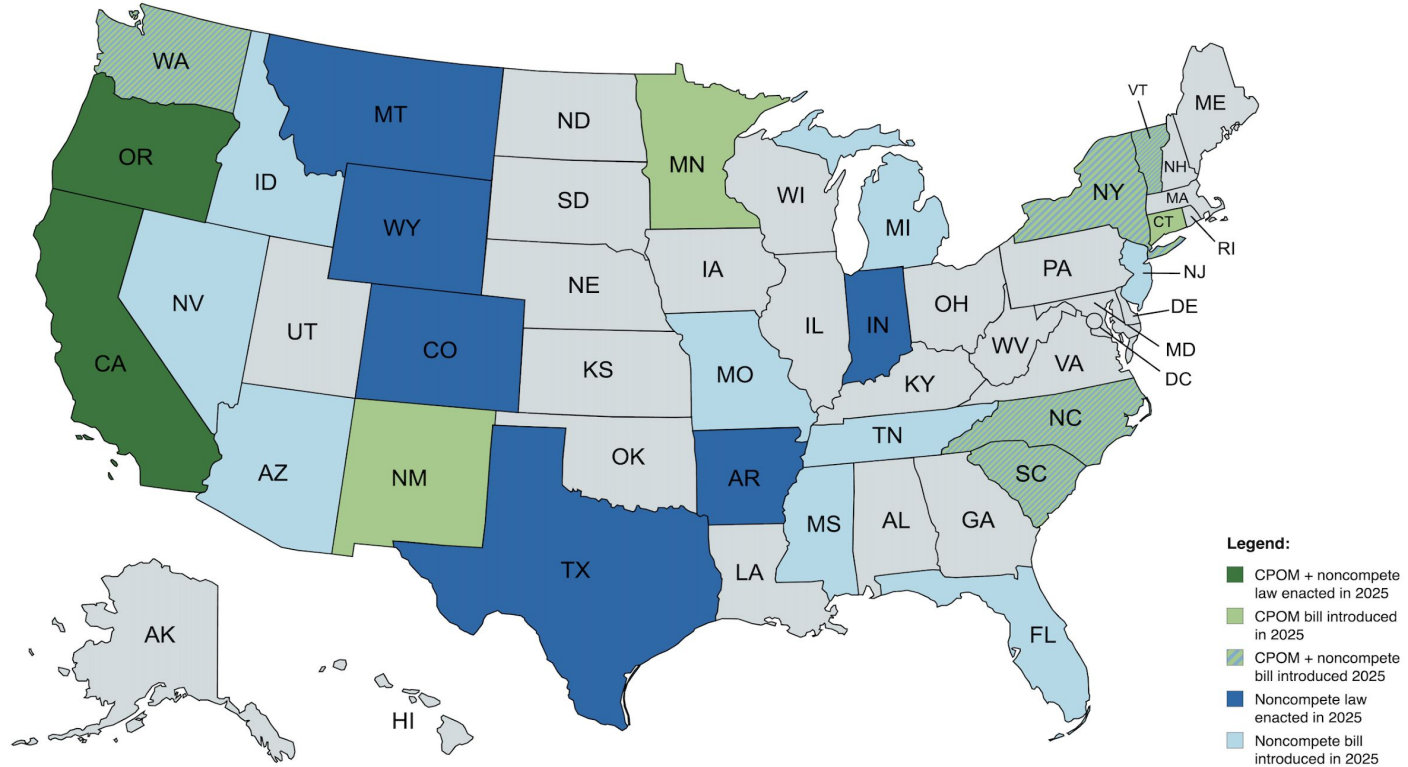 WA
MT
ND
MN
VT
ME
OR
ID
SD
WI
NY
NH
MA
CT
RI
WY
MI
NV
NE
IA
PA
NJ
UT
CO
IL
IN
OH
DE
CA
KS
MO
WV
VA
MD
DC
KY
AZ
NM
OK
AR
TN
NC
SC
TX
LA
MS
AL
GA
FL
AK
HI
Legend:
CPOM + noncompete
law enacted in 2025
CPOM bill introduced
in 2025
CPOM + noncompete
bill introduced 2025
Noncompete law
enacted in 2025
Noncompete bill
introduced in 2025